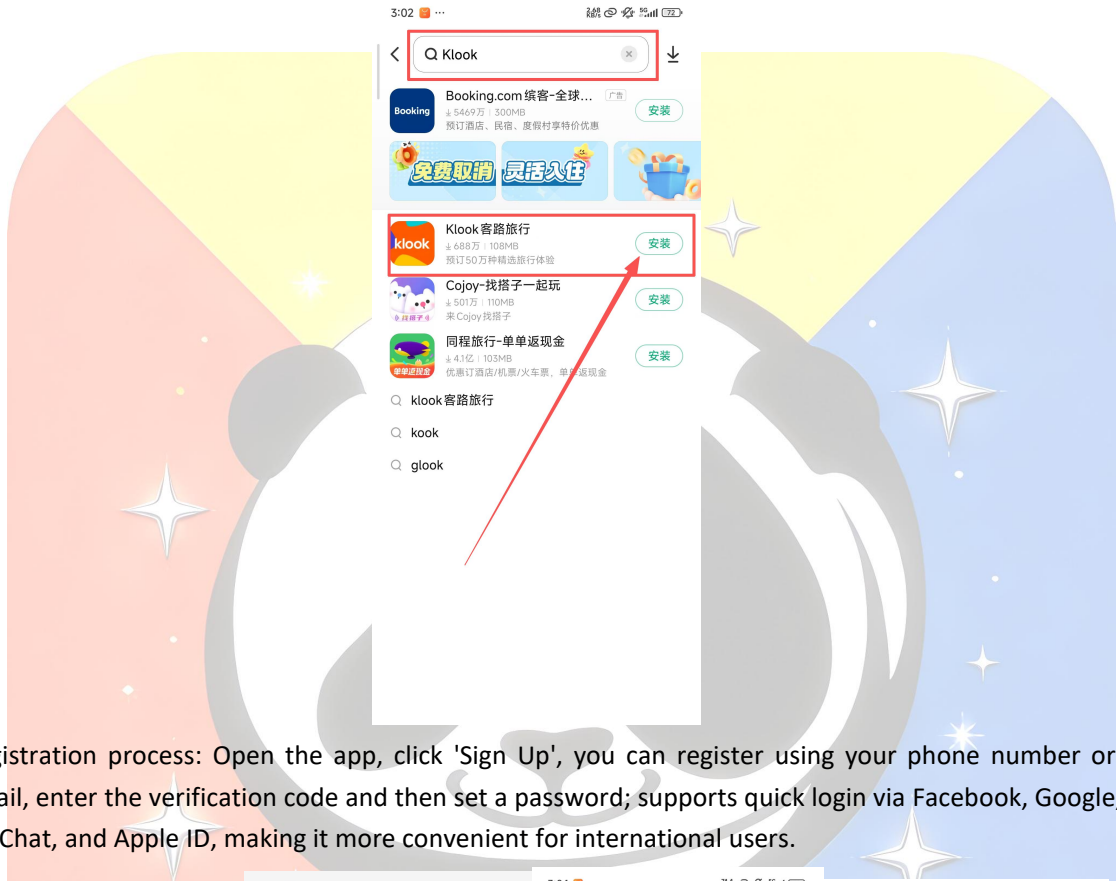 3:02 ...
5G 72
Klook
Booking.com缤客-全球... 广告
Booking
5469万 | 300MB
安装
预订酒店、民宿、度假村享特价优惠
免费取消 灵活入住
Klook客路旅行
klook
688万 | 108MB
安装
预订50万种精选旅行体验
Cojoy-找搭子一起玩
501万 | 110MB
安装
找搭子
来Cojoy找搭子
同程旅行-单单返现金
4.1亿 | 103MB
安装
单单返现金
优惠订酒店/机票/火车票，单单返现金
klook客路旅行
kook
glook
gistration process: Open the app, click 'Sign Up', you can register using your phone number or
ail, enter the verification code and then set a password; supports quick login via Facebook, Google,
Chat, and Apple ID, making it more convenient for international users.